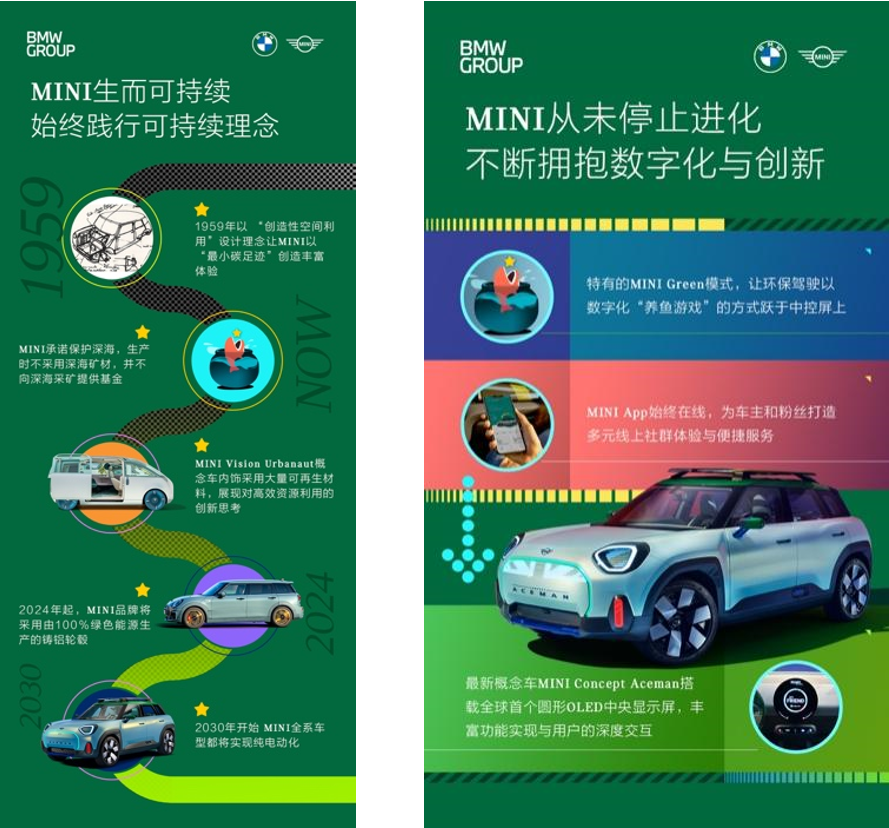 BMW
GROUP
MINI
MINI生而可持续
始终践行可持续理念
1959
1959年以 “创造性空间利
用”设计理念让MINI以
“最小碳足迹”创造丰富
体验
NOW
MINI承诺保护深海，生产
时不采用深海矿材，并不
向深海采矿提供基金
MINI Vision Urbanaut概
念车内饰采用大量可再生材
料，展现对高效资源利用的
创新思考
2024
2024年起，MINI品牌将
采用由100%绿色能源生
产的铸铝轮毂
2030
2030年开始 MINI全系车
型都将实现纯电动化
BMW
GROUP
BMW
MINI
MINI从未停止进化
不断拥抱数字化与创新
特有的MINI Green模式，让环保驾驶以
数字化“养鱼游戏”的方式跃于中控屏上
MINI App始终在线，为车主和粉丝打造
多元线上社群体验与便捷服务
ACEMAN
最新概念车MINI Concept Aceman搭
载全球首个圆形OLED中央显示屏，丰
富功能实现与用户的深度交互
FRIEND